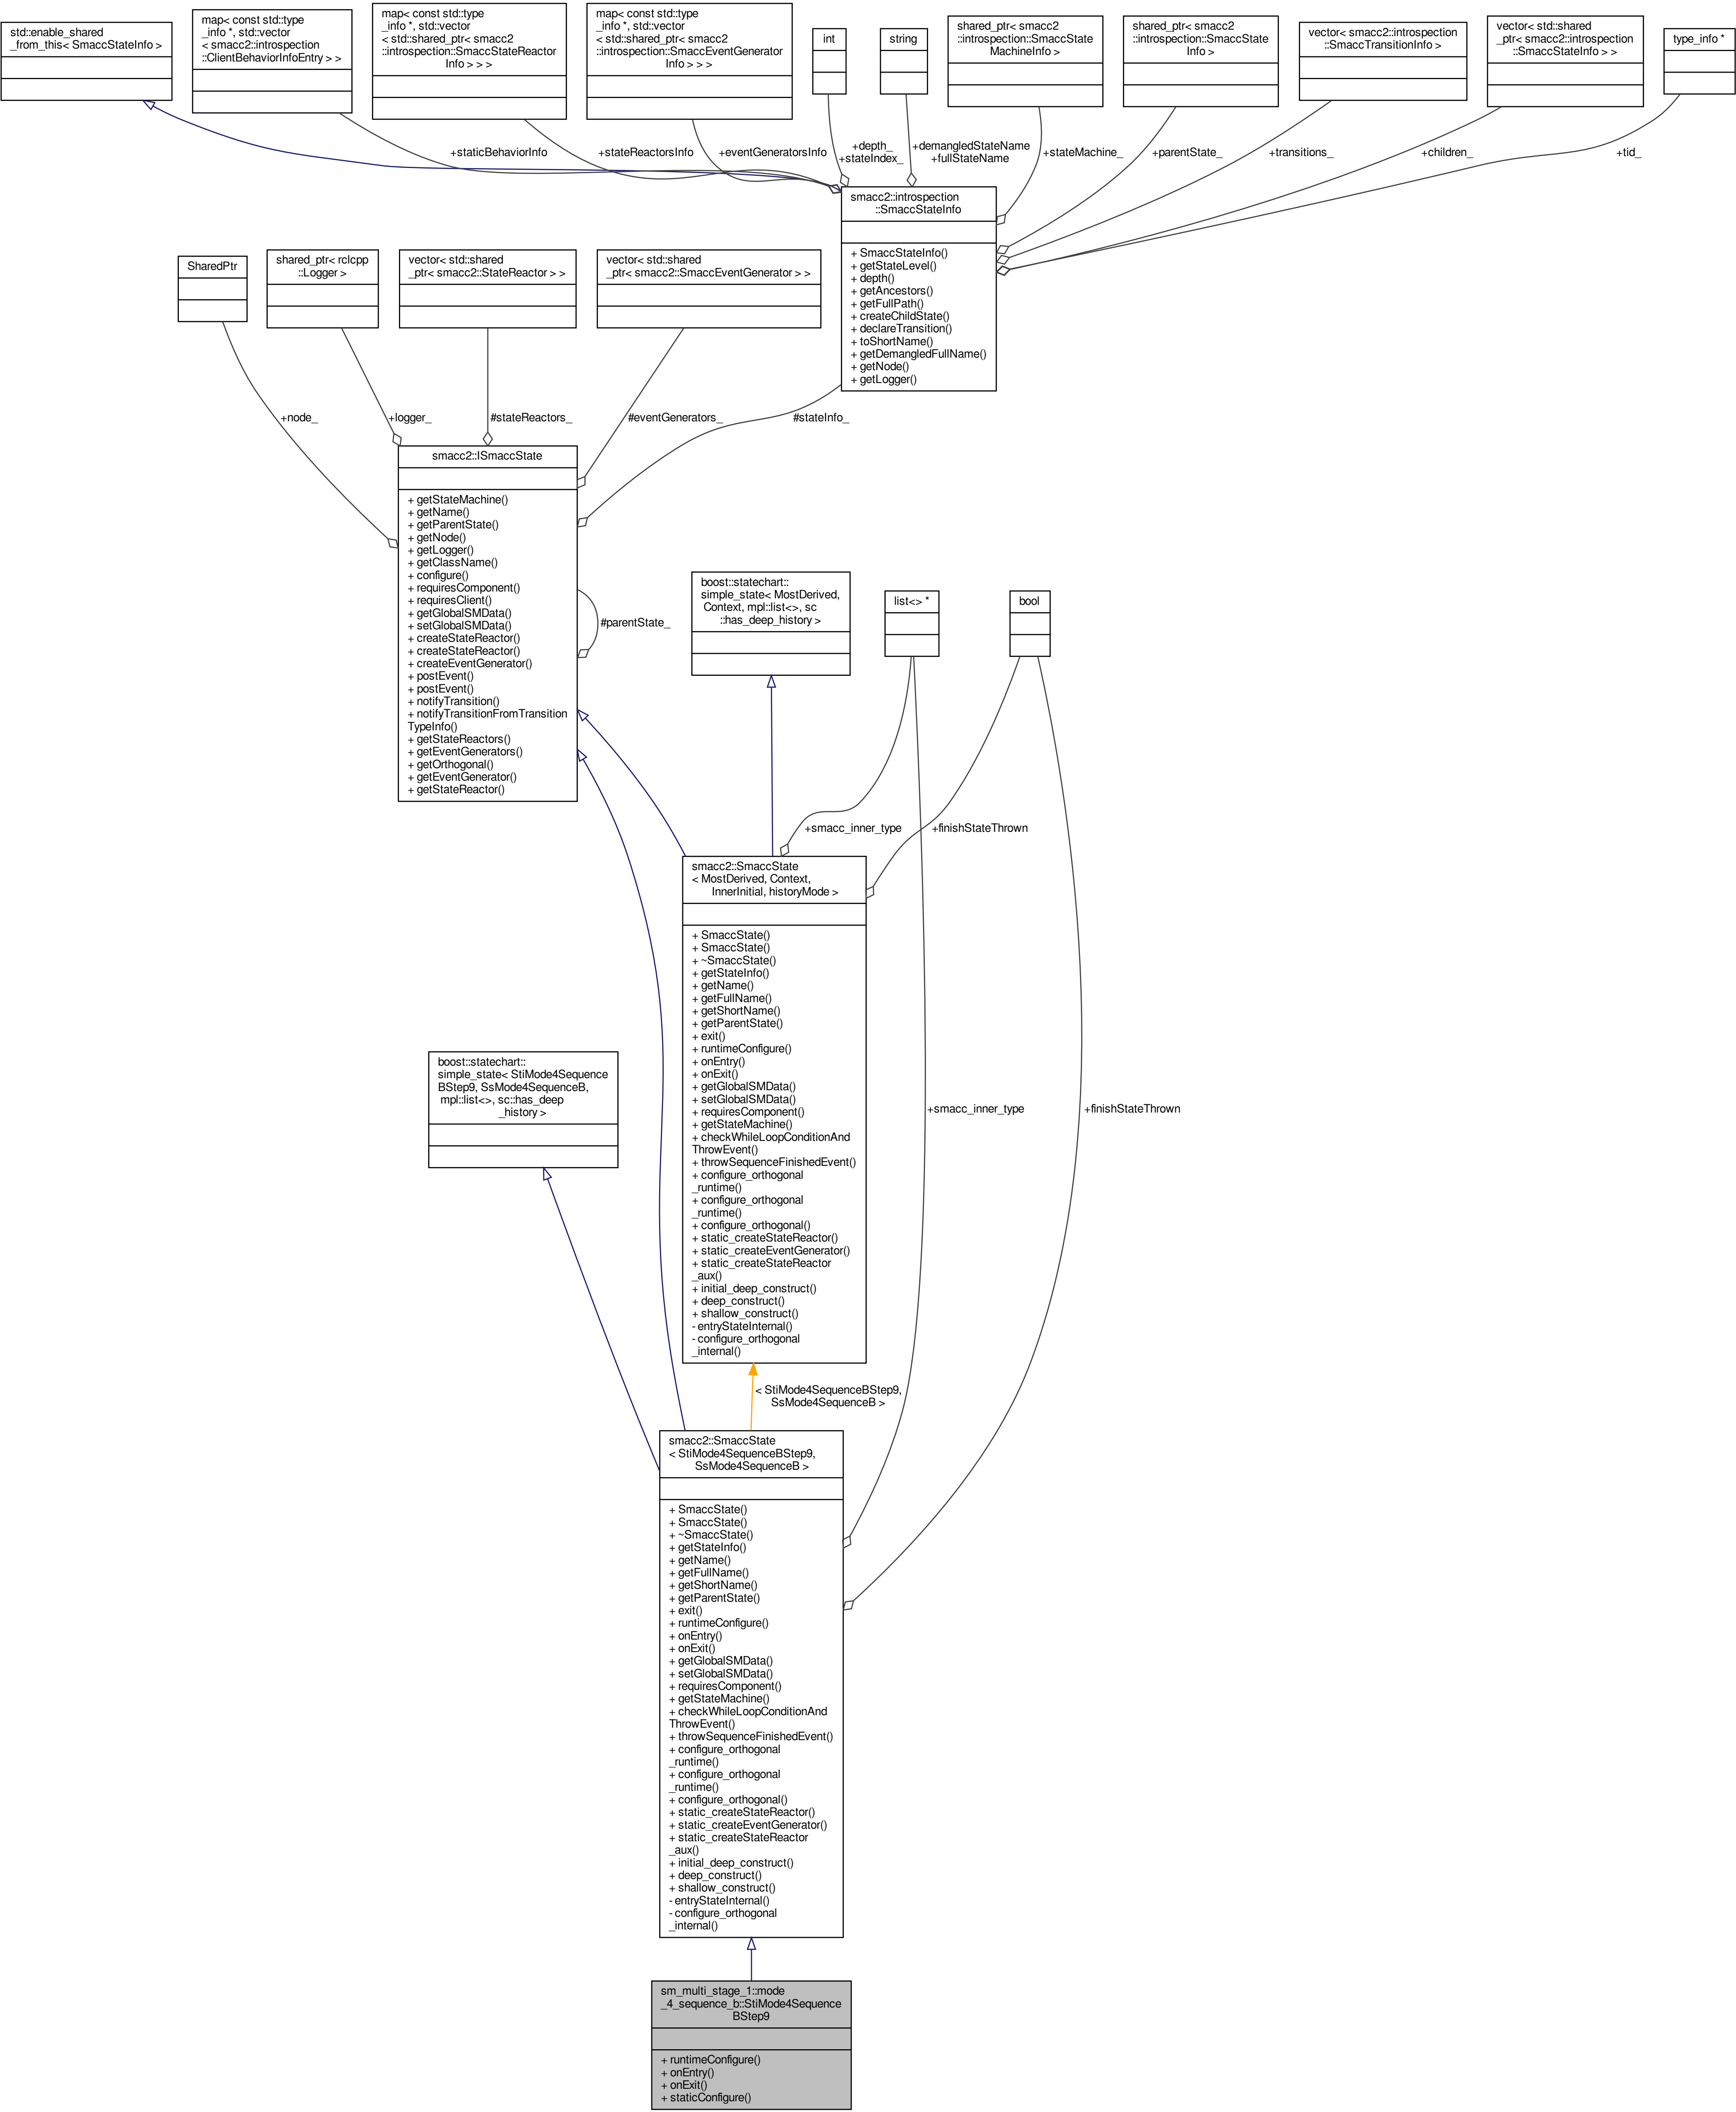 std::enable_shared
_from_this< SmaccStateInfo >
map< const std::type
_info *, std::vector
< smacc2::introspection
::ClientBehaviorInfoEntry > >
map< const std::type
_info *, std::vector
< std::shared_ptr< smacc2
::introspection::SmaccStateReactor
Info > > >
map< const std::type
_info *, std::vector
< std::shared_ptr< smacc2
::introspection::SmaccEventGenerator
Info > > >
int
string
shared_ptr< smacc2
::introspection::SmaccState
MachineInfo >
shared_ptr< smacc2
::introspection::SmaccState
Info >
vector< smacc2::introspection
::SmaccTransitionInfo >
vector< std::shared
_ptr< smacc2::introspection
::SmaccStateInfo > >
type_info *
+staticBehaviorInfo
+stateReactorsInfo
+eventGeneratorsInfo
+depth_
+stateIndex_
+demangledStateName
+fullStateName
+stateMachine_
+parentState_
+transitions_
+children_
+tid_
smacc2::introspection
::SmaccStateInfo
+ SmaccStateInfo()
+ getStateLevel()
+ depth()
+ getAncestors()
+ getFullPath()
+ createChildState()
+ declareTransition()
+ toShortName()
+ getDemangledFullName()
+ getNode()
+ getLogger()
SharedPtr
shared_ptr< rclcpp
::Logger >
vector< std::shared
_ptr< smacc2::StateReactor > >
vector< std::shared
_ptr< smacc2::SmaccEventGenerator > >
+node_
+logger_
#stateReactors_
#eventGenerators_
#stateInfo_
smacc2::ISmaccState
+ getStateMachine()
+ getName()
+ getParentState()
+ getNode()
+ getLogger()
+ getClassName()
+ configure()
+ requiresComponent()
+ requiresClient()
+ getGlobalSMData()
+ setGlobalSMData()
+ createStateReactor()
+ createStateReactor()
+ createEventGenerator()
+ postEvent()
+ postEvent()
+ notifyTransition()
+ notifyTransitionFromTransition
TypeInfo()
+ getStateReactors()
+ getEventGenerators()
+ getOrthogonal()
+ getEventGenerator()
+ getStateReactor()
#parentState_
boost::statechart::
simple_state< MostDerived,
Context, mpl::list<>, sc
::has_deep_history >
list<> *
bool
+smacc_inner_type
+finishStateThrown
smacc2::SmaccState
< MostDerived, Context,
InnerInitial, historyMode >
+ SmaccState()
+ SmaccState()
+ ~SmaccState()
+ getStateInfo()
+ getName()
+ getFullName()
+ getShortName()
+ getParentState()
+ exit()
+ runtimeConfigure()
+ onEntry()
+ onExit()
+ getGlobalSMData()
+ setGlobalSMData()
+ requiresComponent()
+ getStateMachine()
+ checkWhileLoopConditionAnd
ThrowEvent()
+ throwSequenceFinishedEvent()
+ configure_orthogonal
_runtime()
+ configure_orthogonal
_runtime()
+ configure_orthogonal()
+ static_createStateReactor()
+ static_createEventGenerator()
+ static_createStateReactor
_aux()
+ initial_deep_construct()
+ deep_construct()
+ shallow_construct()
- entryStateInternal()
- configure_orthogonal
_internal()
boost::statechart::
simple_state< StiMode4Sequence
BStep9, SsMode4SequenceB,
mpl::list<>, sc::has_deep
_history >
+smacc_inner_type
+finishStateThrown
< StiMode4SequenceBStep9,
SsMode4SequenceB >
smacc2::SmaccState
< StiMode4SequenceBStep9,
SsMode4SequenceB >
+ SmaccState()
+ SmaccState()
+ ~SmaccState()
+ getStateInfo()
+ getName()
+ getFullName()
+ getShortName()
+ getParentState()
+ exit()
+ runtimeConfigure()
+ onEntry()
+ onExit()
+ getGlobalSMData()
+ setGlobalSMData()
+ requiresComponent()
+ getStateMachine()
+ checkWhileLoopConditionAnd
ThrowEvent()
+ throwSequenceFinishedEvent()
+ configure_orthogonal
_runtime()
+ configure_orthogonal
_runtime()
+ configure_orthogonal()
+ static_createStateReactor()
+ static_createEventGenerator()
+ static_createStateReactor
_aux()
+ initial_deep_construct()
+ deep_construct()
+ shallow_construct()
- entryStateInternal()
- configure_orthogonal
_internal()
sm_multi_stage_1::mode
_4_sequence_b::StiMode4Sequence
BStep9
+ runtimeConfigure()
+ onEntry()
+ onExit()
+ staticConfigure()